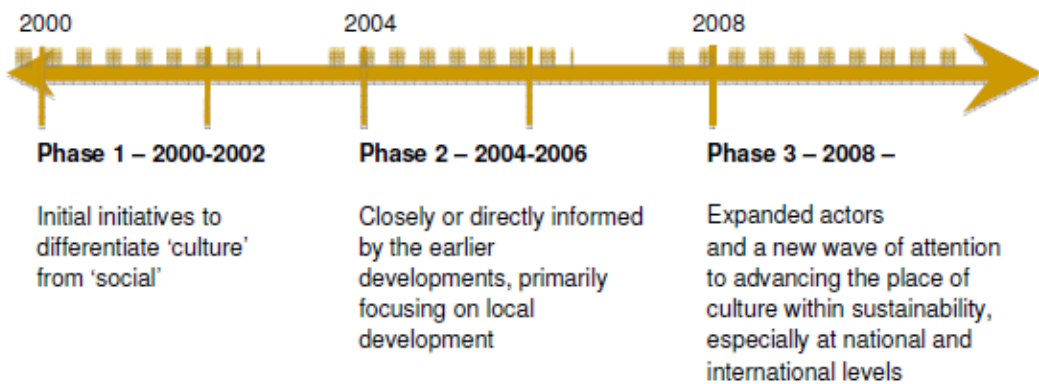 2000
2004
2008
Phase 1 – 2000-2002
Initial initiatives to
differentiate ‘culture’
from ‘social’
Phase 2 – 2004-2006
Closely or directly informed
by the earlier
developments, primarily
focusing on local
development
Phase 3 – 2008 –
Expanded actors
and a new wave of attention
to advancing the place of
culture within sustainability,
especially at national and
international levels